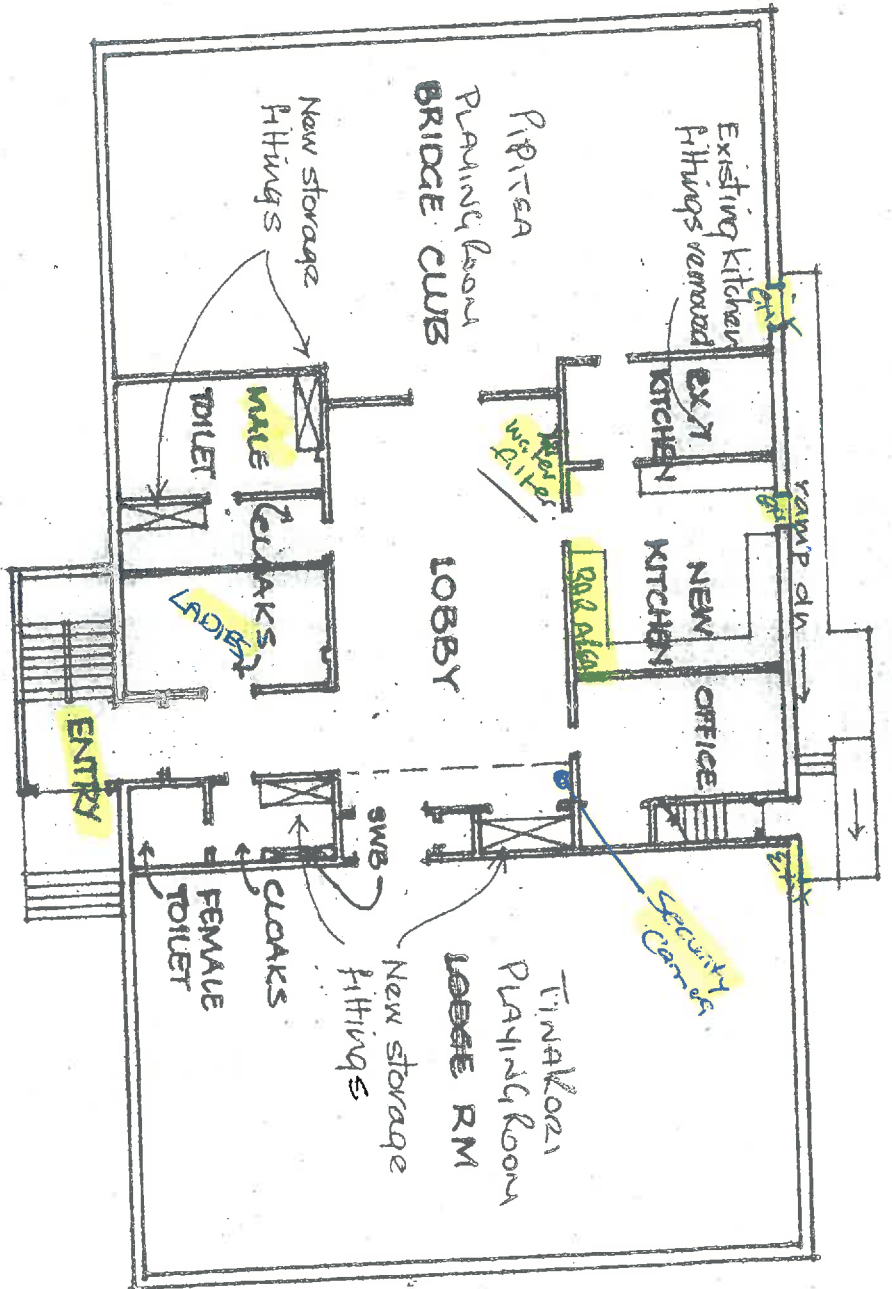 Exit
Exit
Exit
ramp dn
Existing kitchen
fittings removed
EX/T
KITCHEN
NEW
KITCHEN
OFFICE
BAR Area
water
filter
Security
Camera
PIPITEA
PLAYING Room
BRIDGE CLUB
LOBBY
TINAKORI
PLAYING Room
LODGE RM
New storage
fittings
New storage
fittings
SWB
MALE
TOILET
CLOAKS
LADIES
CLOAKS
FEMALE
TOILET
ENTRY